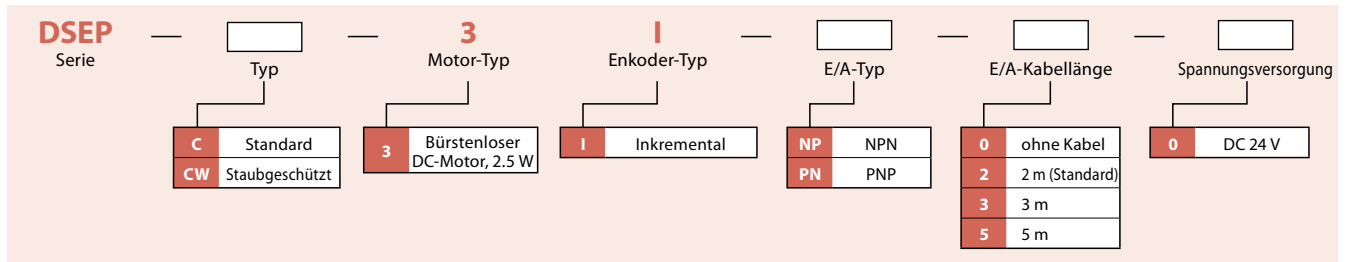 DSEP — — 3 I — — —
Serie
Typ
Motor-Typ
Enkoder-Typ
E/A-Typ
E/A-Kabellänge
Spannungsversorgung
C Standard
CW Staubgeschützt
3 Bürstenloser
DC-Motor, 2.5 W
I Inkremental
NP NPN
PN PNP
0 ohne Kabel
2 2 m (Standard)
3 3 m
5 5 m
0 DC 24 V